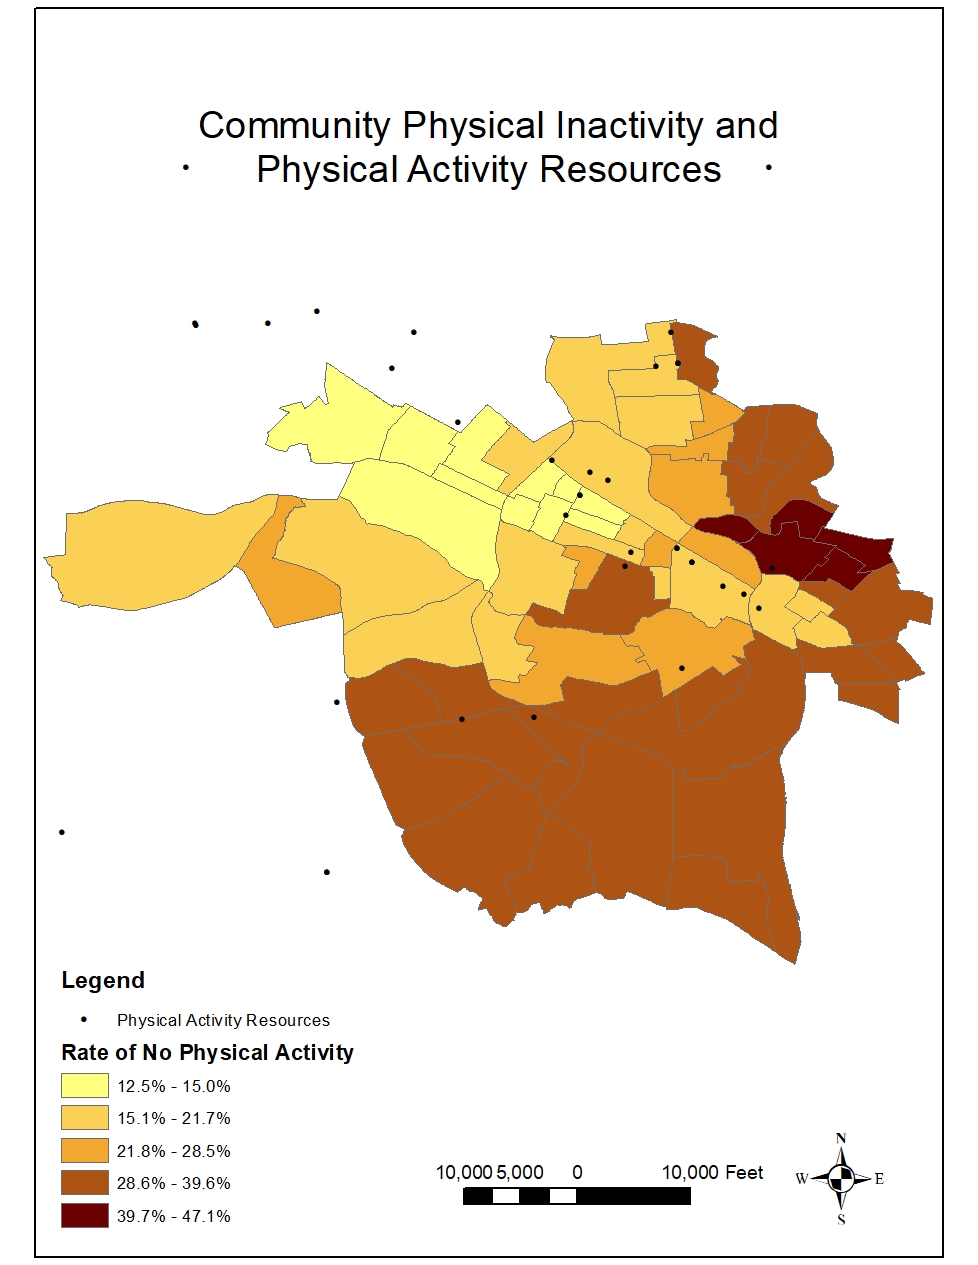 Community Physical Inactivity and
Physical Activity Resources
Legend
Physical Activity Resources
Rate of No Physical Activity
12.5% - 15.0%
15.1% - 21.7%
21.8% - 28.5%
28.6% - 39.6%
39.7% - 47.1%
10,000 5,000 0 10,000 Feet
N
W E
S